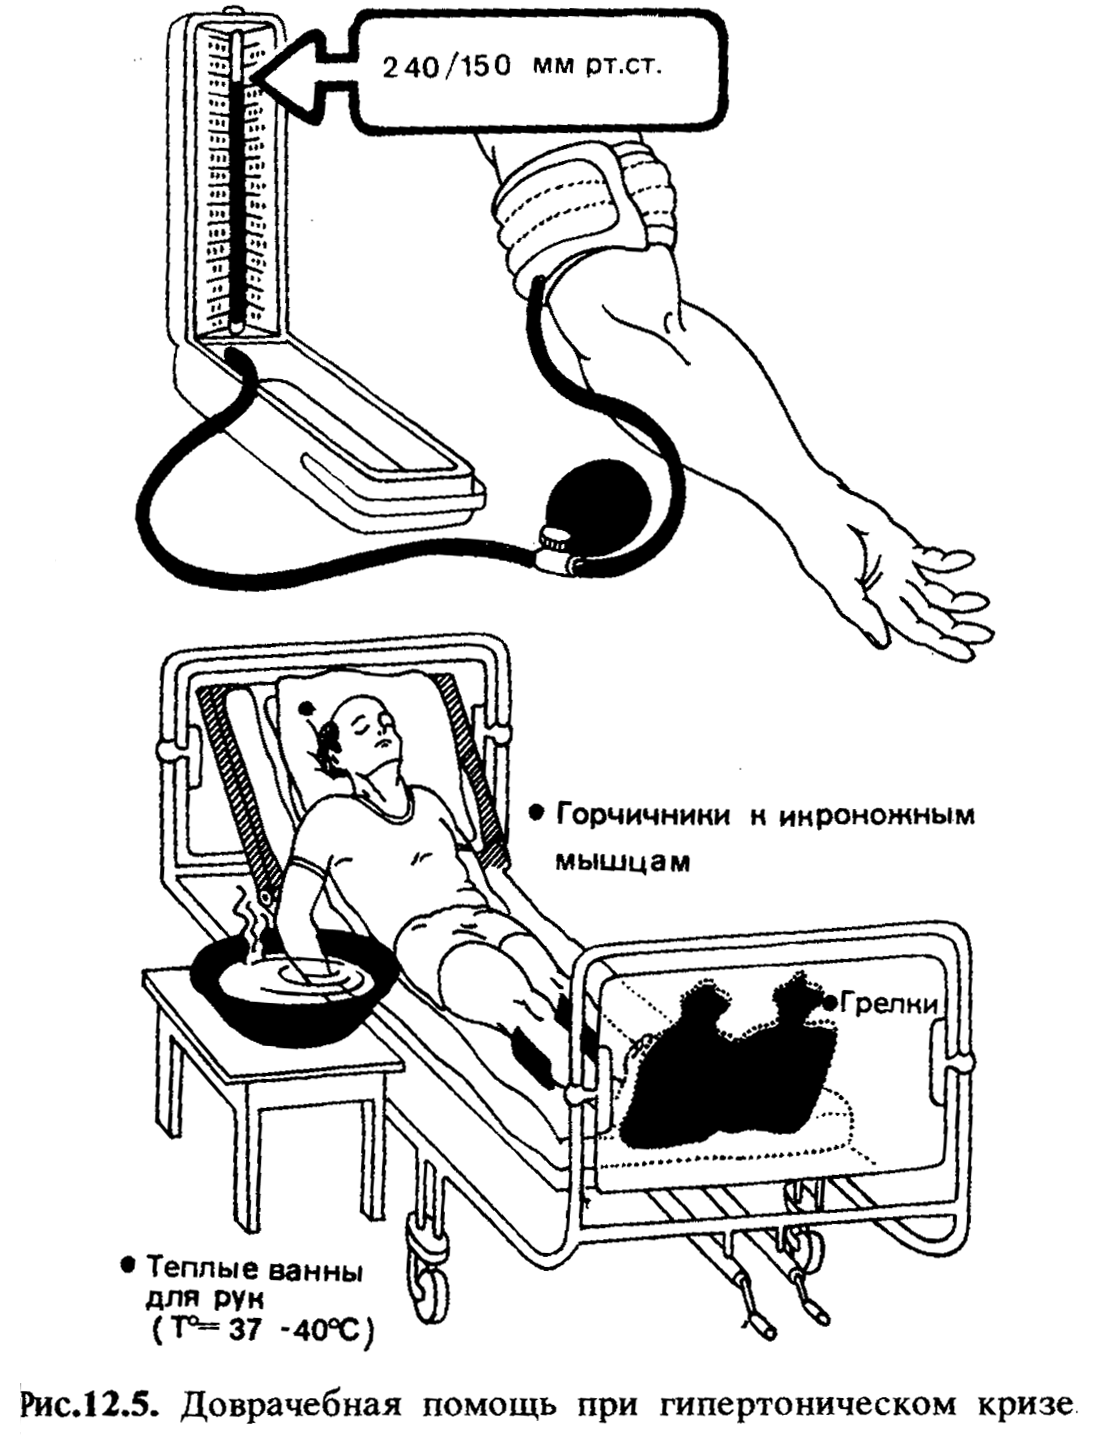 240/150 мм рт.ст.
• Горчичники к икроножным
мышцам
• Грелки
• Теплые ванны
для рук
(Т°= 37 -40°С)
Рис.12.5. Доврачебная помощь при гипертоническом кризе.